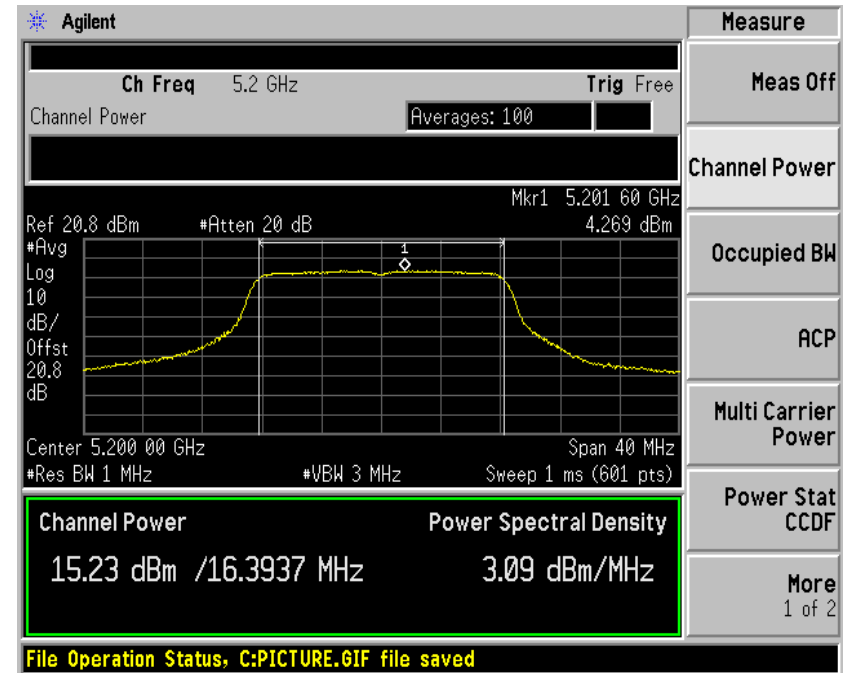 Agilent
Measure
Ch Freq 5.2 GHz Trig Free
Channel Power Averages: 100
Mkr1 5.201 60 GHz
Ref 20.8 dBm #Atten 20 dB 4.269 dBm
#Avg
Log
10
dB/
Offst
20.8
dB
1
Center 5.200 00 GHz Span 40 MHz
#Res BW 1 MHz #VBW 3 MHz Sweep 1 ms (601 pts)
Channel Power Power Spectral Density
15.23 dBm /16.3937 MHz 3.09 dBm/MHz
File Operation Status, C:PICTURE.GIF file saved
Meas Off
Channel Power
Occupied BW
ACP
Multi Carrier
Power
Power Stat
CCDF
More
1 of 2